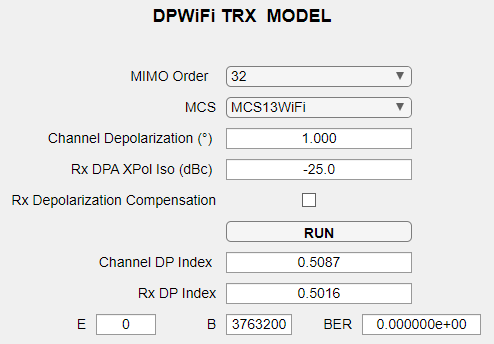 DPWiFi TRX MODEL
MIMO Order 32
MCS MCS13WiFi
Channel Depolarization (°) 1.000
Rx DPA XPol Iso (dBc) -25.0
Rx Depolarization Compensation
RUN
Channel DP Index 0.5087
Rx DP Index 0.5016
E 0 B 3763200 BER 0.000000e+00